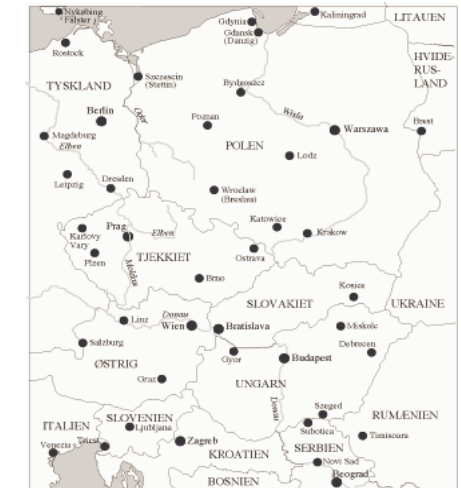 Nykøbing
Falster
Gdynia
Kaliningrad
LITAUEN
Gdansk
(Danzig)
Rostock
HVIDE-
RUS-
LAND
Szczecin
(Stettin)
TYSKLAND
Bydgoszcz
Berlin
Oder
Wisla
Poznan
Warszawa
Brest
Magdeburg
Elben
POLEN
Lodz
Leipzig
Dresden
Wroclaw
(Breslau)
Katowice
Krakow
Prag
Karlovy
Vary
Elben
Plzen
TJEKKIET
Ostrava
Moldau
Brno
Kosice
SLOVAKIET
UKRAINE
Donau
Linz
Wien
Bratislava
Miskolc
Salzburg
Debrecen
Gyor
Budapest
ØSTRIG
Graz
UNGARN
Donau
Szeged
RUMÆNIEN
SLOVENIEN
ITALIEN
Ljubljana
Subotica
Timisoara
Venezia
Triest
Zagreb
SERBIEN
KROATIEN
Novi Sad
Beograd
BOSNIEN